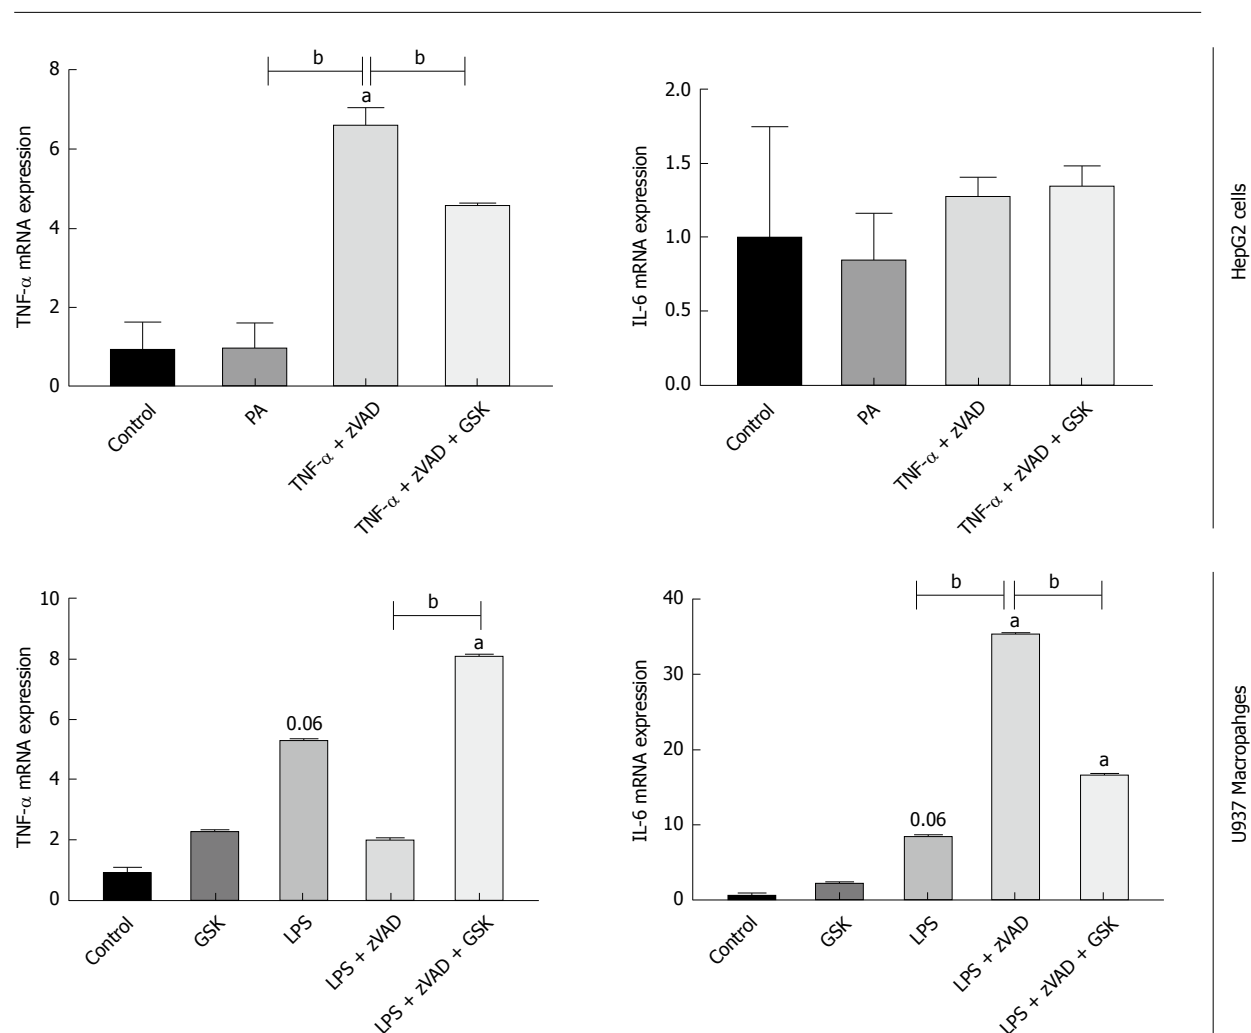 b b
8
a
6
4
2
0
TNF-α mRNA expression
Control
PA
TNF-α + zVAD
TNF-α + zVAD + GSK
2.0
1.5
1.0
0.5
0.0
IL-6 mRNA expression
Control
PA
TNF-α + zVAD
TNF-α + zVAD + GSK
HepG2 cells
b
10
a
8
0.06
6
4
2
0
TNF-α mRNA expression
Control
GSK
LPS
LPS + zVAD
LPS + zVAD + GSK
b b
40
a
30
20
a
0.06
10
0
IL-6 mRNA expression
Control
GSK
LPS
LPS + zVAD
LPS + zVAD + GSK
U937 Macropahges